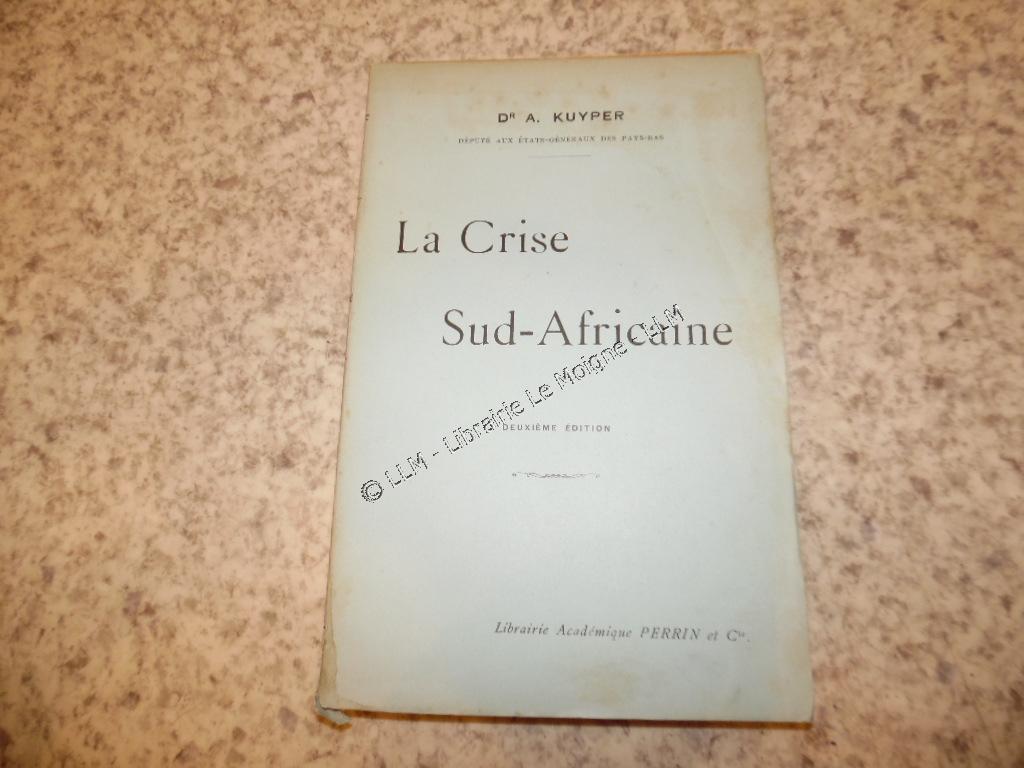 Dʳ A. KUYPER
DÉPUTÉ AUX ÉTATS-GÉNÉRAUX DES PAYS-BAS
La Crise
Sud-Africaine
© LLM - Librairie Le Moigne - LLM
DEUXIÈME ÉDITION
Librairie Académique PERRIN et Cⁱᵉ.